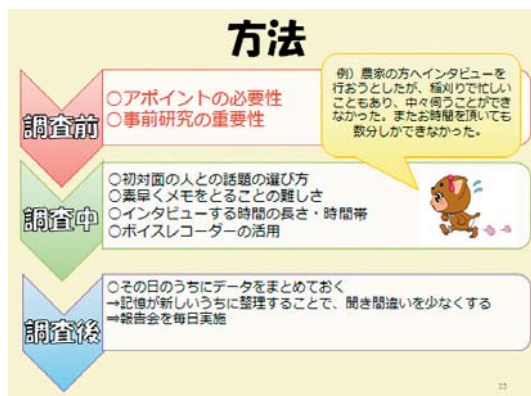 方法
調査前
○アポイントの必要性
○事前研究の重要性
例）農家の方へインタビューを
行おうとしたが、稲刈りで忙しい
こともあり、中々伺うことができ
なかった。またお時間を頂いても
数分しかできなかった。
調査中
○初対面の人との話題の選び方
○素早くメモをとることの難しさ
○インタビューする時間の長さ・時間帯
○ボイスレコーダーの活用
調査後
○その日のうちにデータをまとめておく
→記憶が新しいうちに整理することで、聞き間違いを少なくする
⇒報告会を毎日実施
35